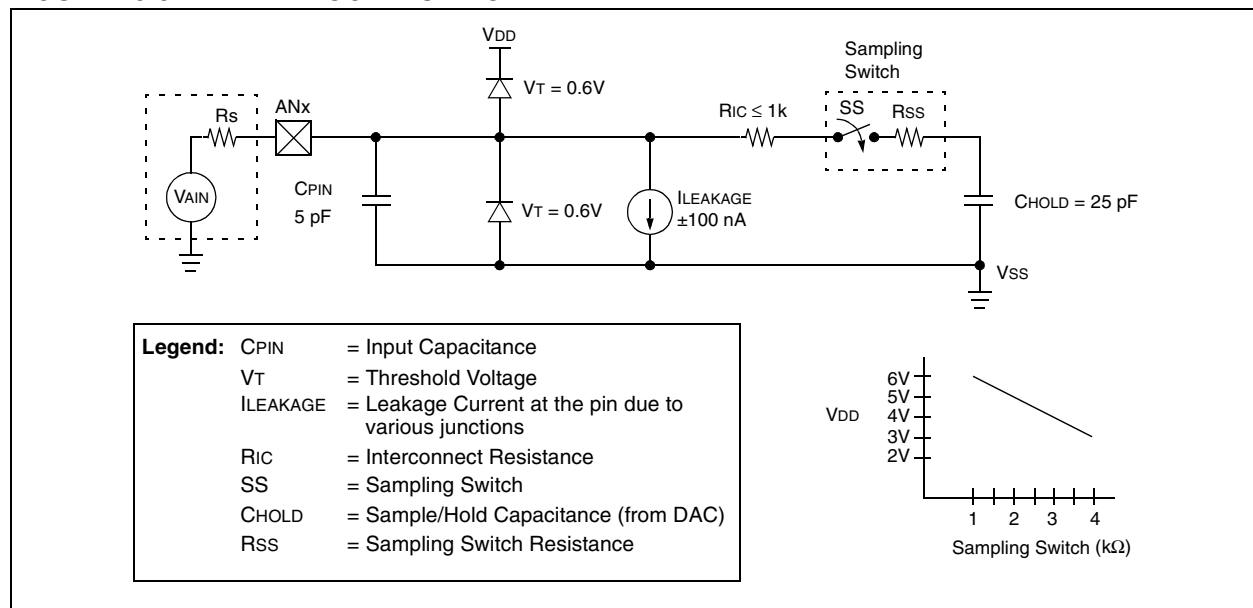 VDD
Sampling
Switch
VT = 0.6V
Rs
ANx
RIC ≤ 1k
SS
RSS
VAIN
CPIN
5 pF
VT = 0.6V
ILEAKAGE
±100 nA
CHOLD = 25 pF
VSS
Legend: CPIN = Input Capacitance
VT = Threshold Voltage
ILEAKAGE = Leakage Current at the pin due to
various junctions
RIC = Interconnect Resistance
SS = Sampling Switch
CHOLD = Sample/Hold Capacitance (from DAC)
RSS = Sampling Switch Resistance
6V
5V
VDD
4V
3V
2V
1 2 3 4
Sampling Switch (kΩ)